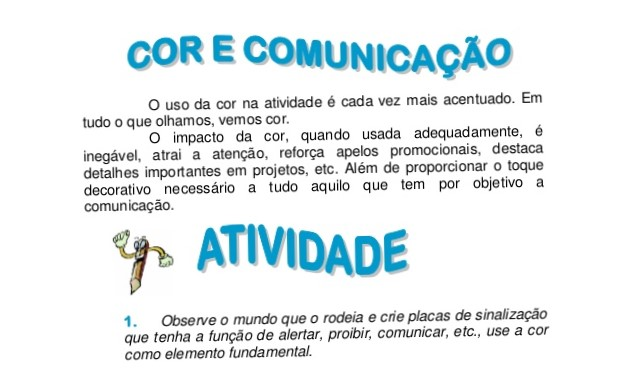 COR E COMUNICAÇÃO
O uso da cor na atividade é cada vez mais acentuado. Em
tudo o que olhamos, vemos cor.
O impacto da cor, quando usada adequadamente, é
inegável, atrai a atenção, reforça apelos promocionais, destaca
detalhes importantes em projetos, etc. Além de proporcionar o toque
decorativo necessário a tudo aquilo que tem por objetivo a
comunicação.
ATIVIDADE
1. Observe o mundo que o rodeia e crie placas de sinalização
que tenha a função de alertar, proibir, comunicar, etc., use a cor
como elemento fundamental.